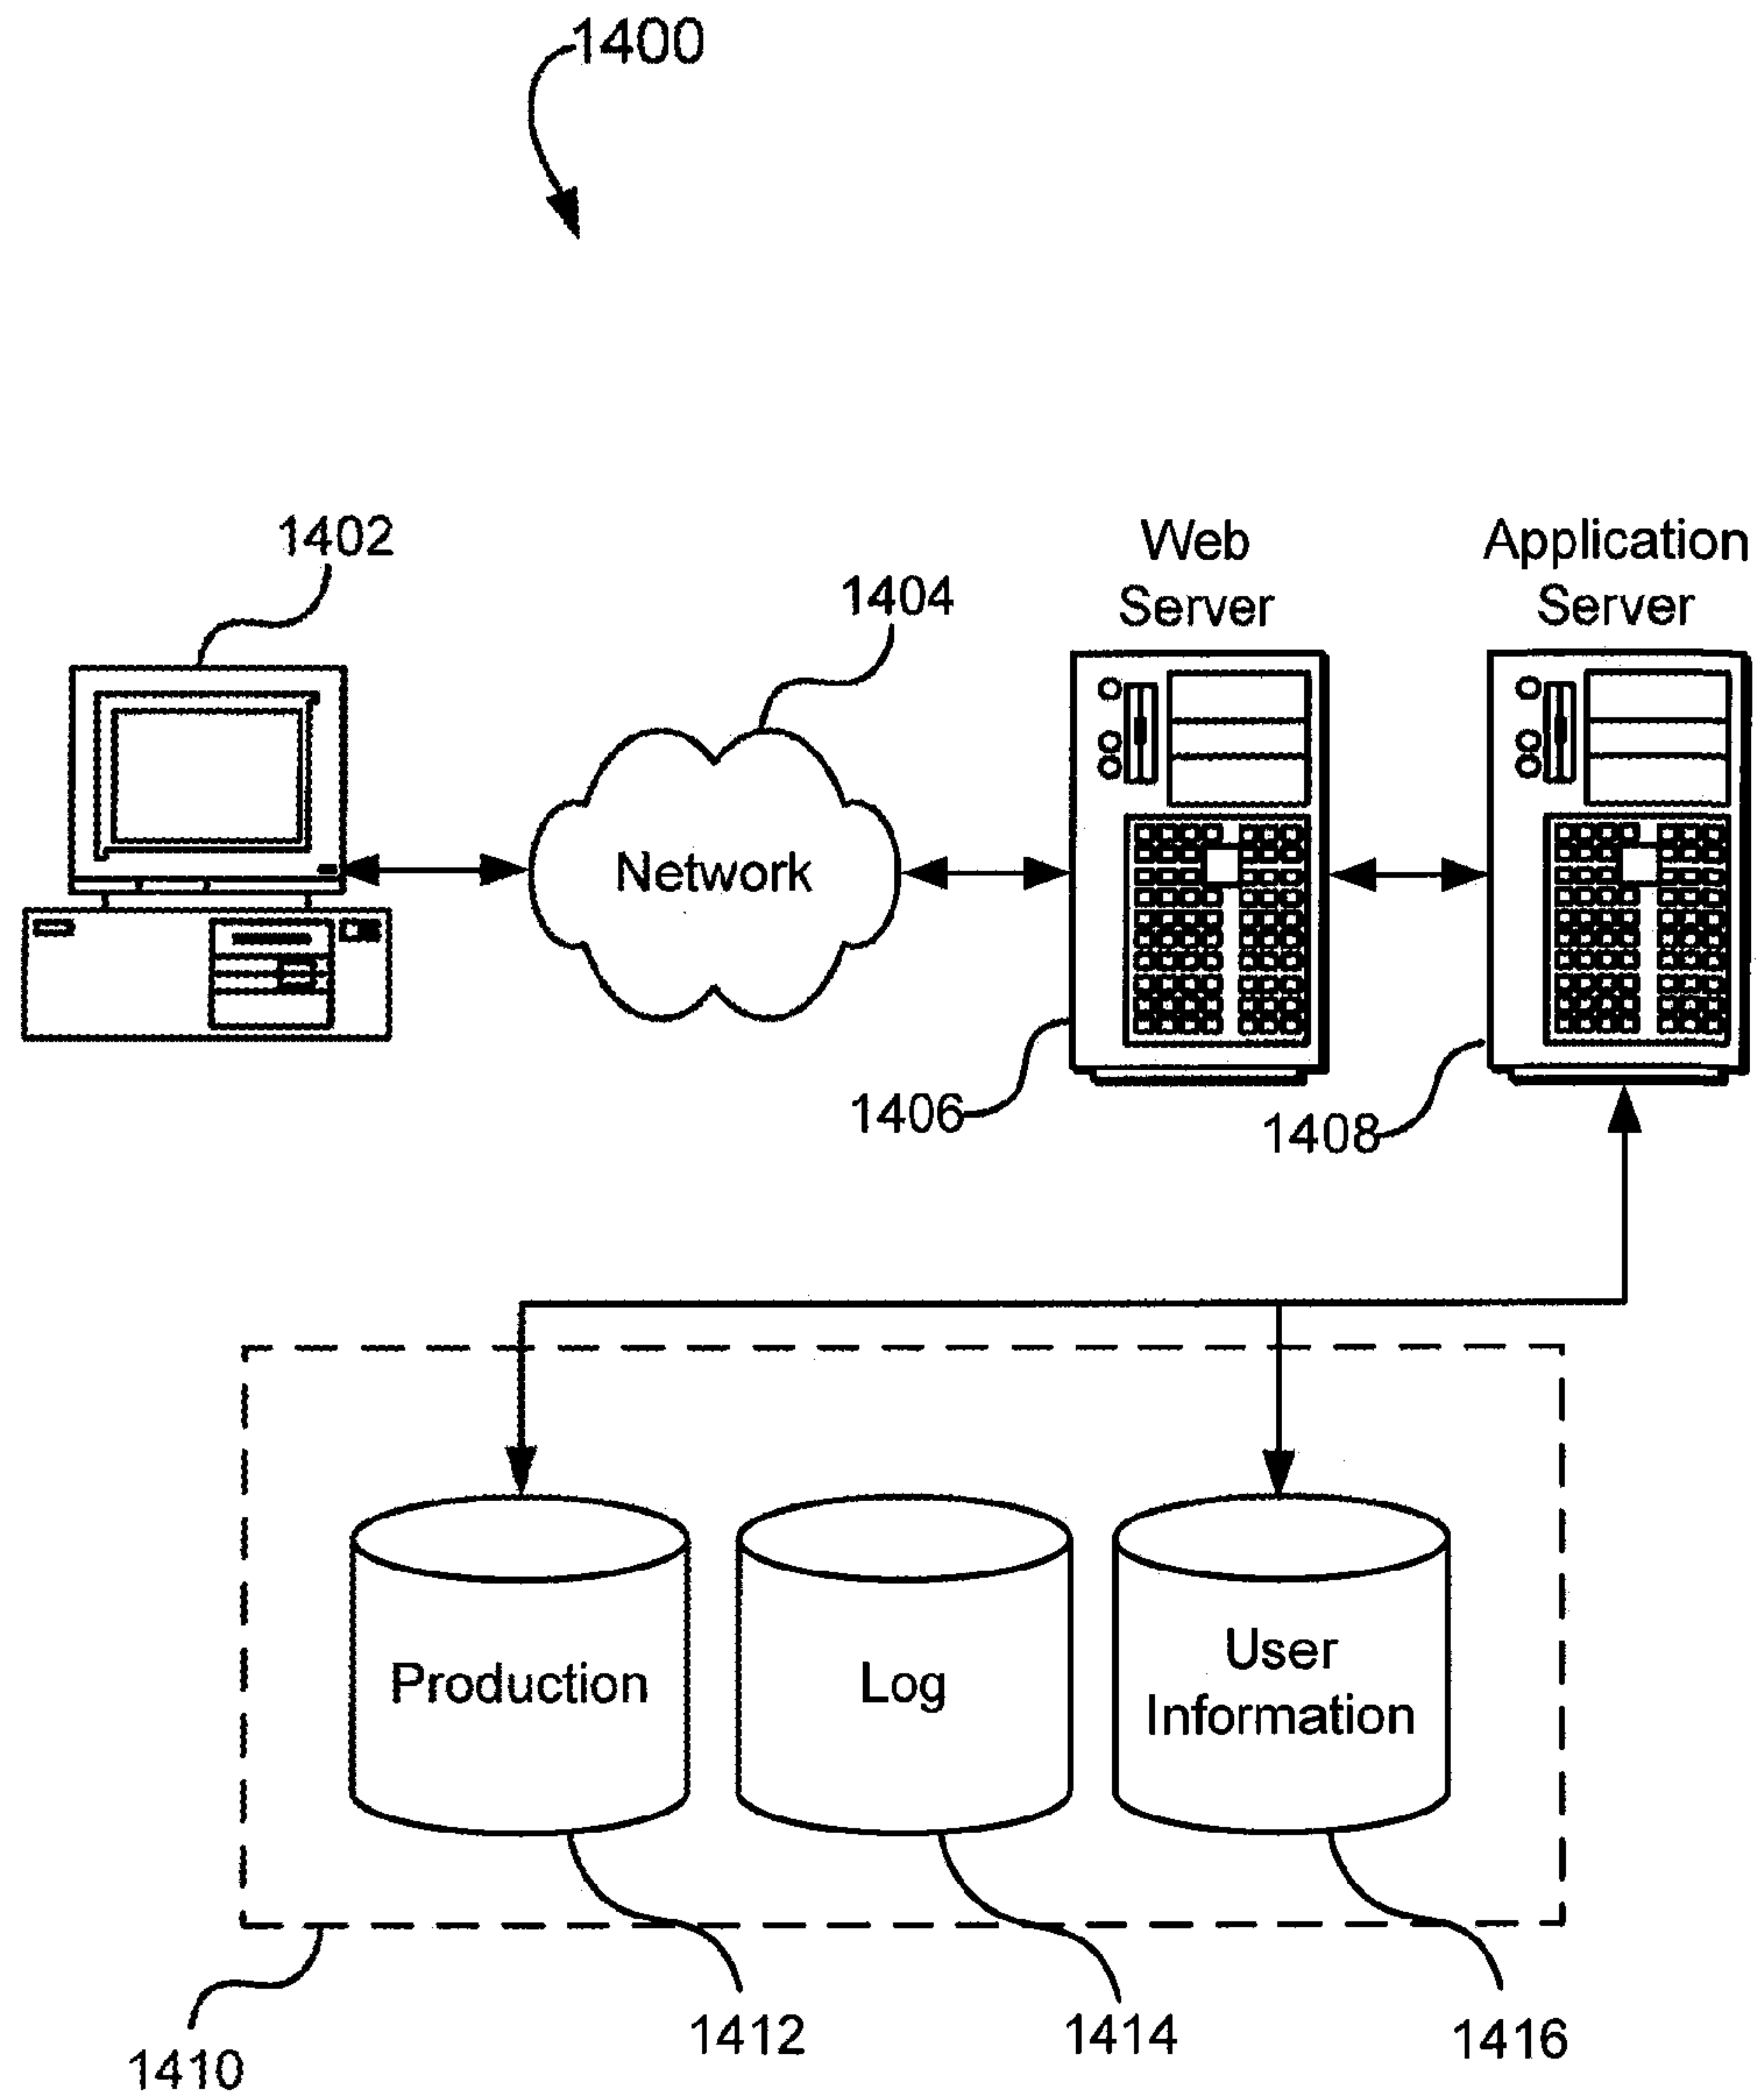 1400
1402
1404
Web
Server
Application
Server
Network
1406
1408
Production
Log
User
Information
1412
1414
1416
1410